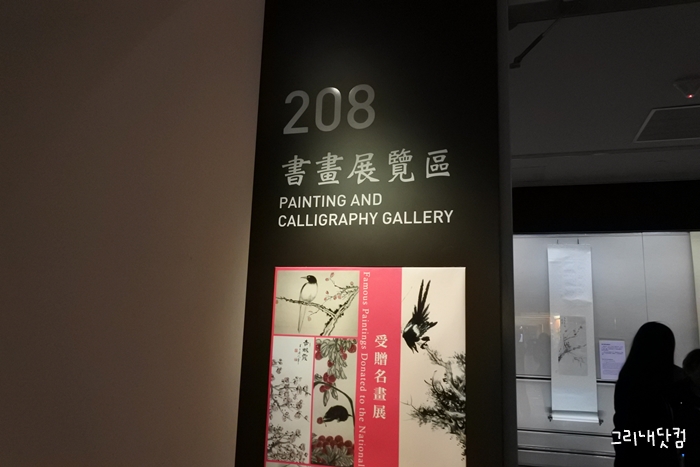 208
書畫展覽區
PAINTING AND
CALLIGRAPHY GALLERY
Famous Paintings Donated to the National
受贈名畫展
그리내닷컴